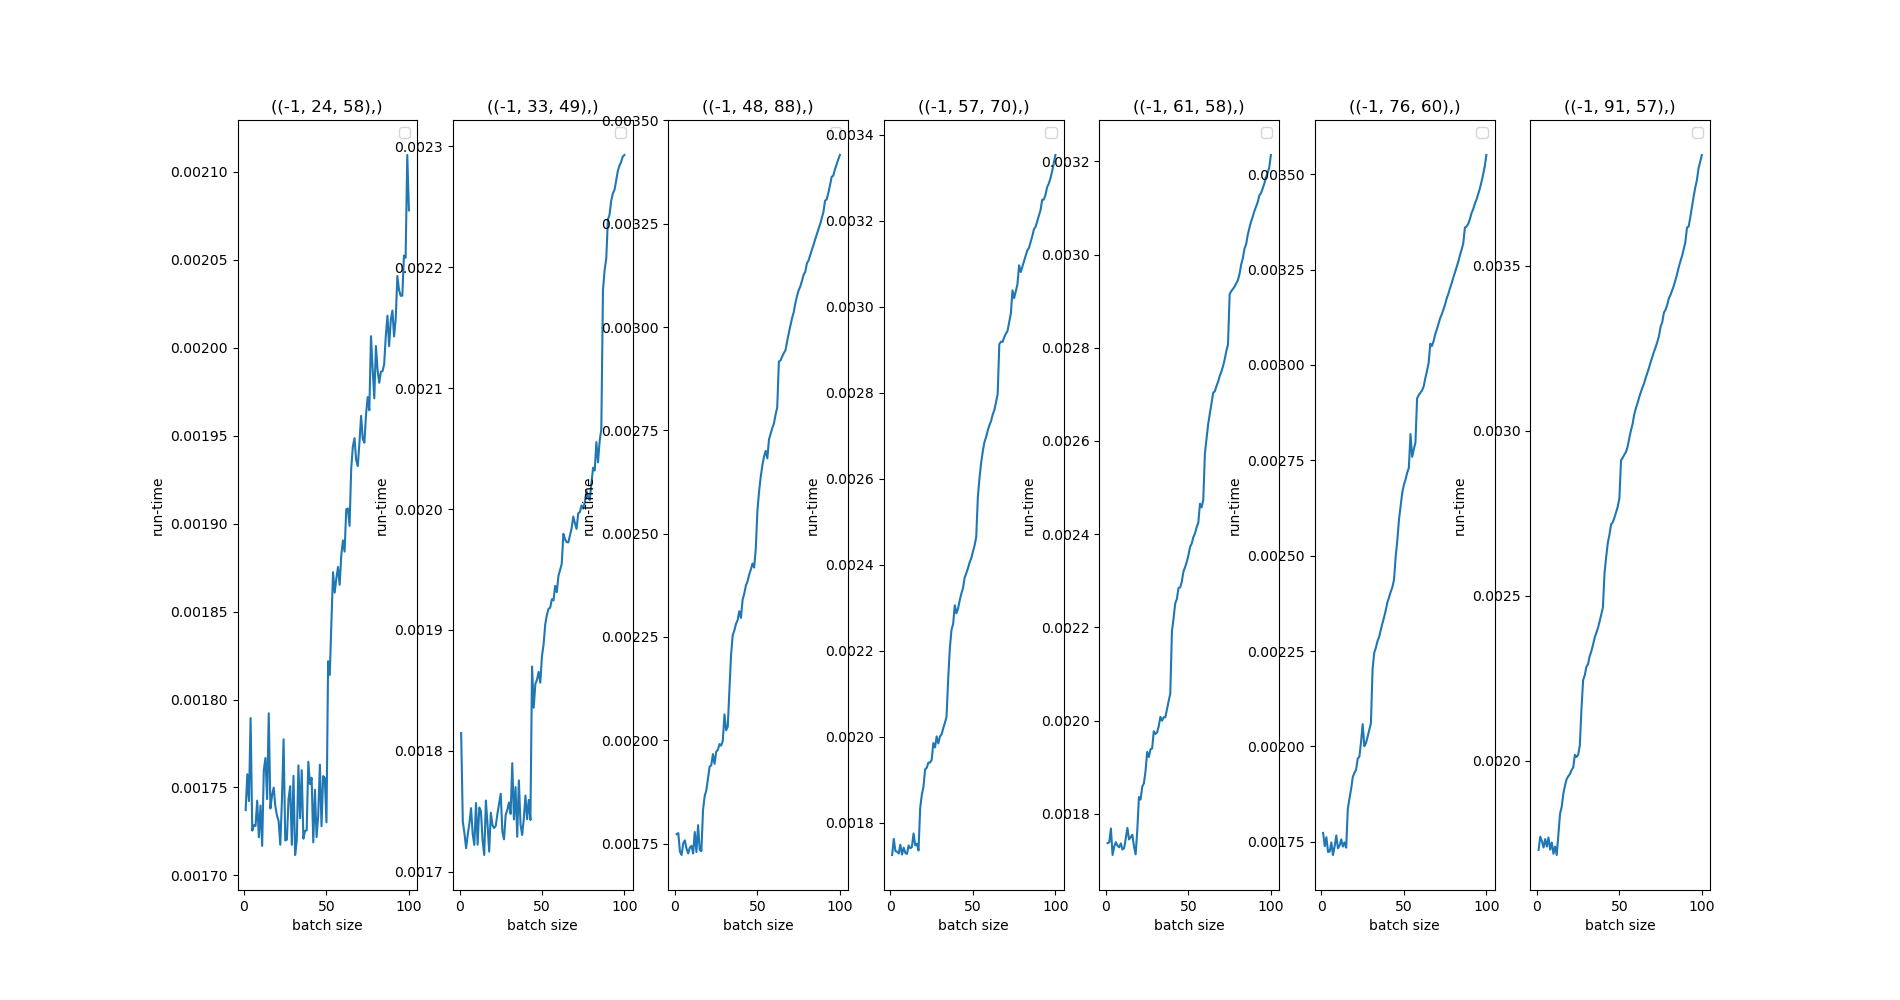 ((-1, 24, 58),)
0.00210
0.00205
0.00200
0.00195
0.00190
0.00185
0.00180
0.00175
0.00170
run-time
0 50 100
batch size
((-1, 33, 49),)
0.0023
0.0022
0.0021
0.0020
0.0019
0.0018
0.0017
run-time
0 50 100
batch size
((-1, 48, 88),)
0.00350
0.00325
0.00300
0.00275
0.00250
0.00225
0.00200
0.00175
run-time
0 50 100
batch size
((-1, 57, 70),)
0.0034
0.0032
0.0030
0.0028
0.0026
0.0024
0.0022
0.0020
0.0018
run-time
0 50 100
batch size
((-1, 61, 58),)
0.0032
0.0030
0.0028
0.0026
0.0024
0.0022
0.0020
0.0018
run-time
0 50 100
batch size
((-1, 76, 60),)
0.00350
0.00325
0.00300
0.00275
0.00250
0.00225
0.00200
0.00175
run-time
0 50 100
batch size
((-1, 91, 57),)
0.0035
0.0030
0.0025
0.0020
run-time
0 50 100
batch size